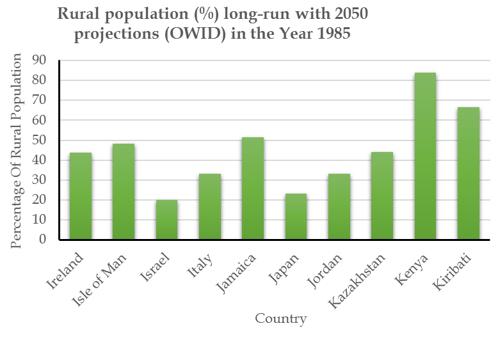 Rural population (%) long-run with 2050
projections (OWID) in the Year 1985
Percentage Of Rural Population
90
80
70
60
50
40
30
20
10
0
Ireland
Isle of Man
Israel
Italy
Jamaica
Japan
Jordan
Kazakhstan
Kenya
Kiribati
Country